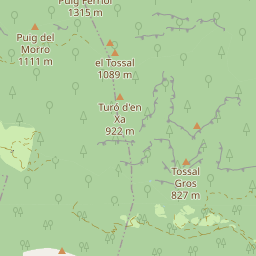 Puig Ferriol
1315 m
Puig del
Morro
1111 m
el Tossal
1089 m
Turó d'en
Xa
922 m
Tossal
Gros
827 m